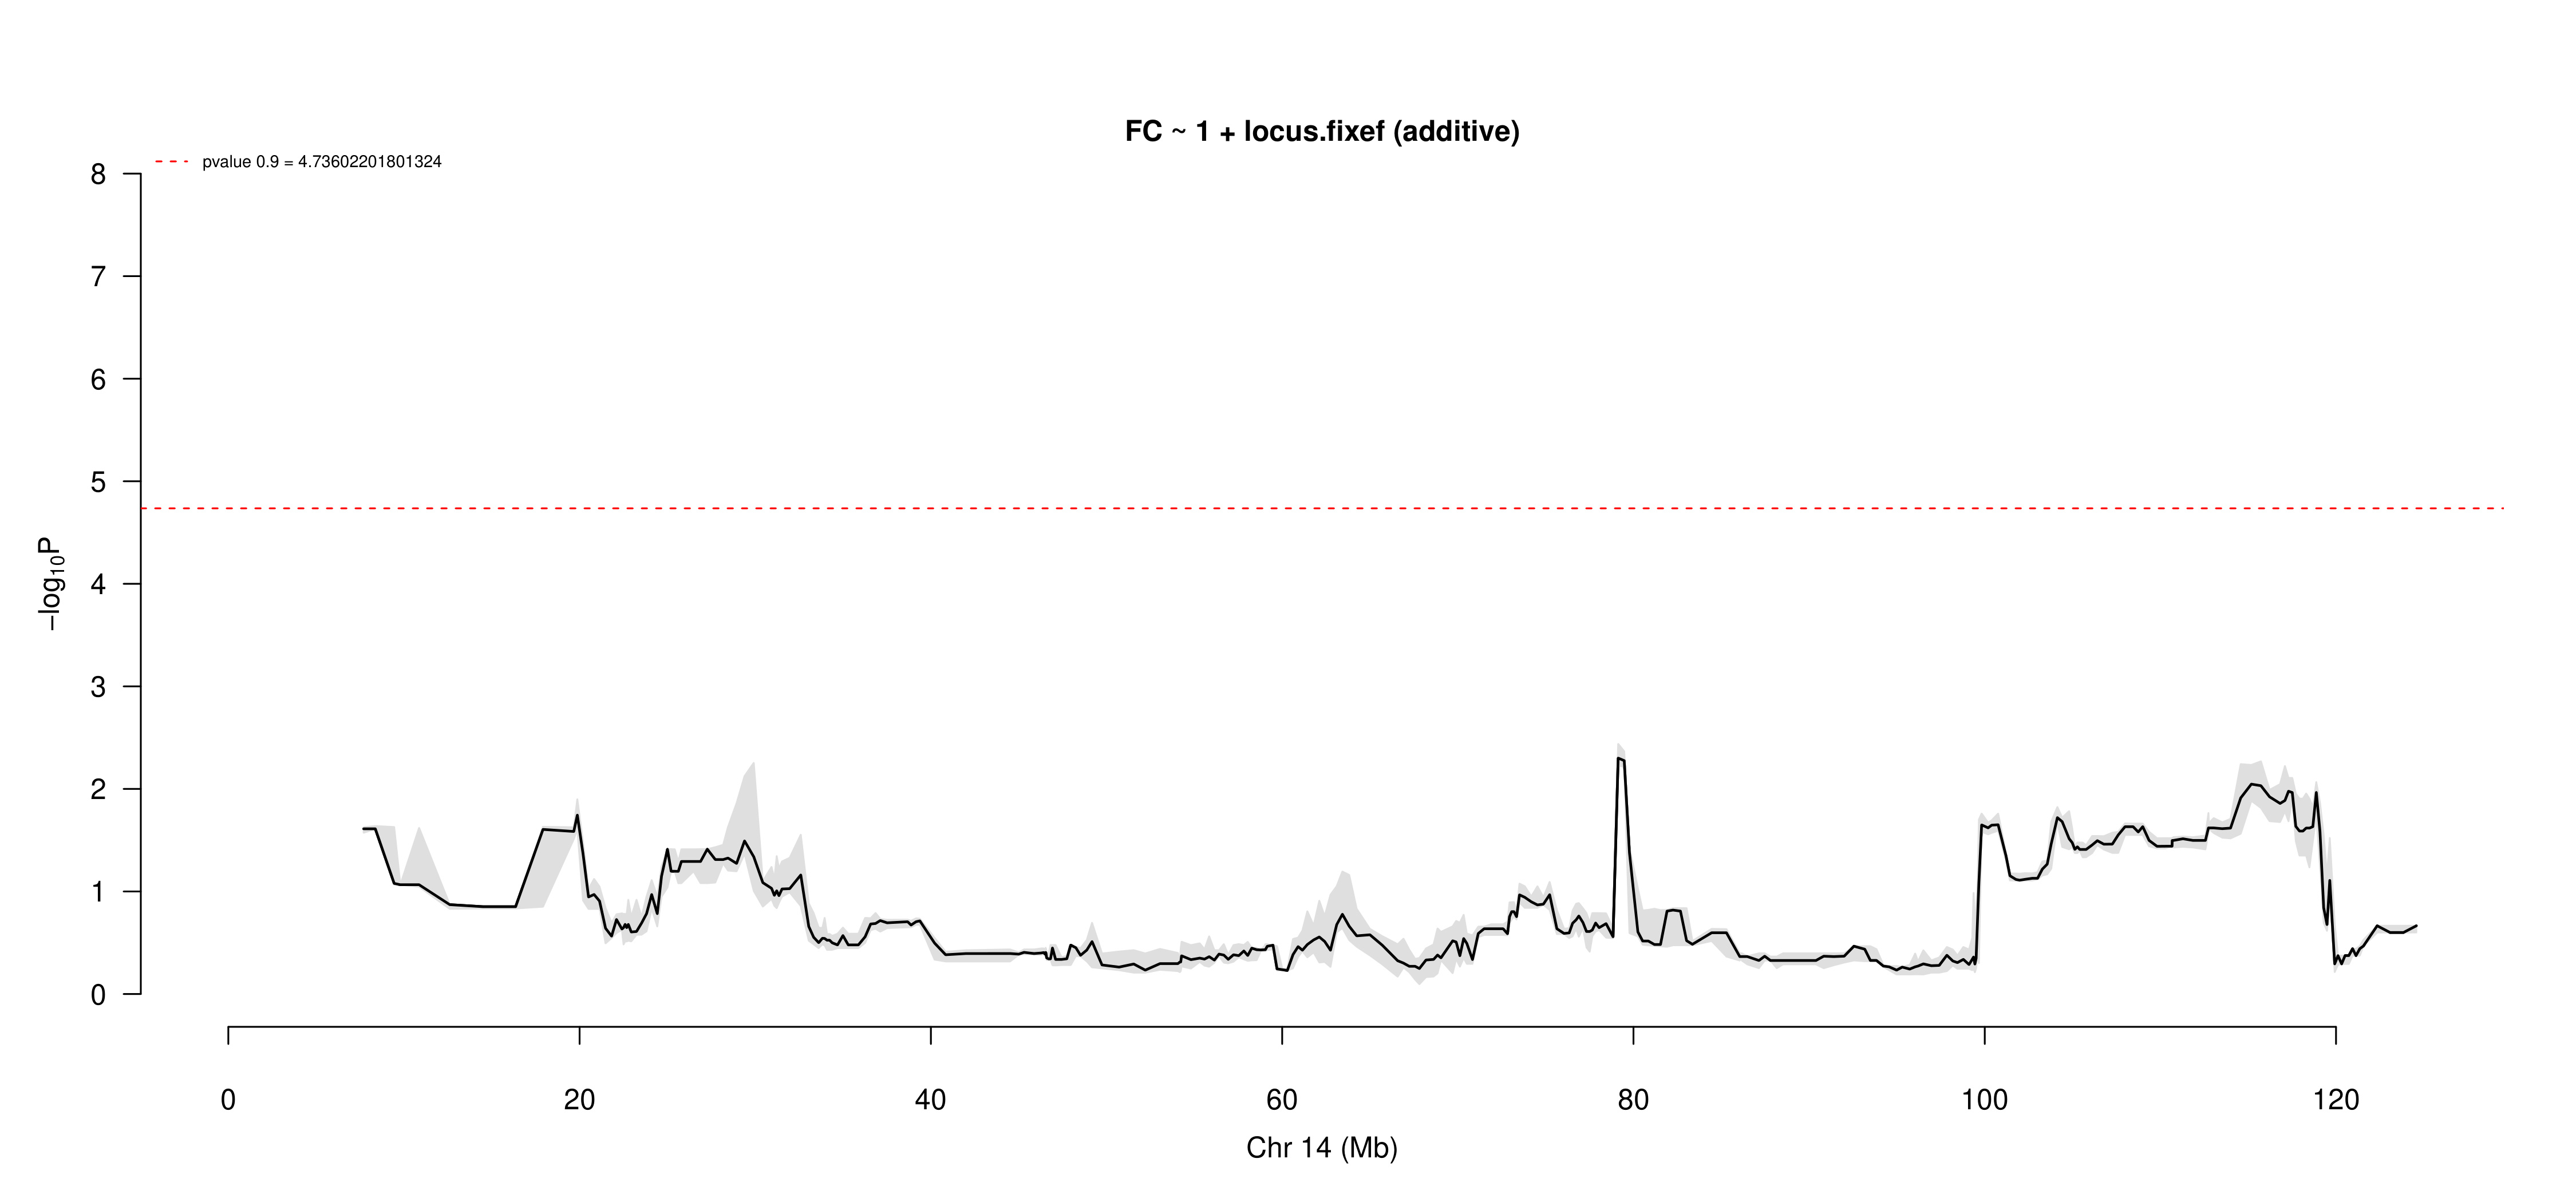 FC ~ 1 + locus.fixef (additive)
pvalue 0.9 = 4.73602201801324
8
7
6
5
4
3
2
1
0
−log10P
0 20 40 60 80 100 120
Chr 14 (Mb)